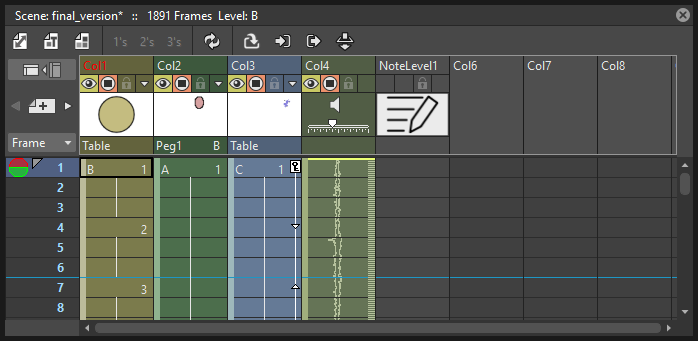 Scene: final_version* :: 1891 Frames Level: B
1's 2's 3's
Col1 Col2 Col3 Col4 NoteLevel1 Col6 Col7 Col8
Frame
Table Peg1 B Table
1 B 1 A 1 C 1
2
3
4 2
5
6
7 3
8